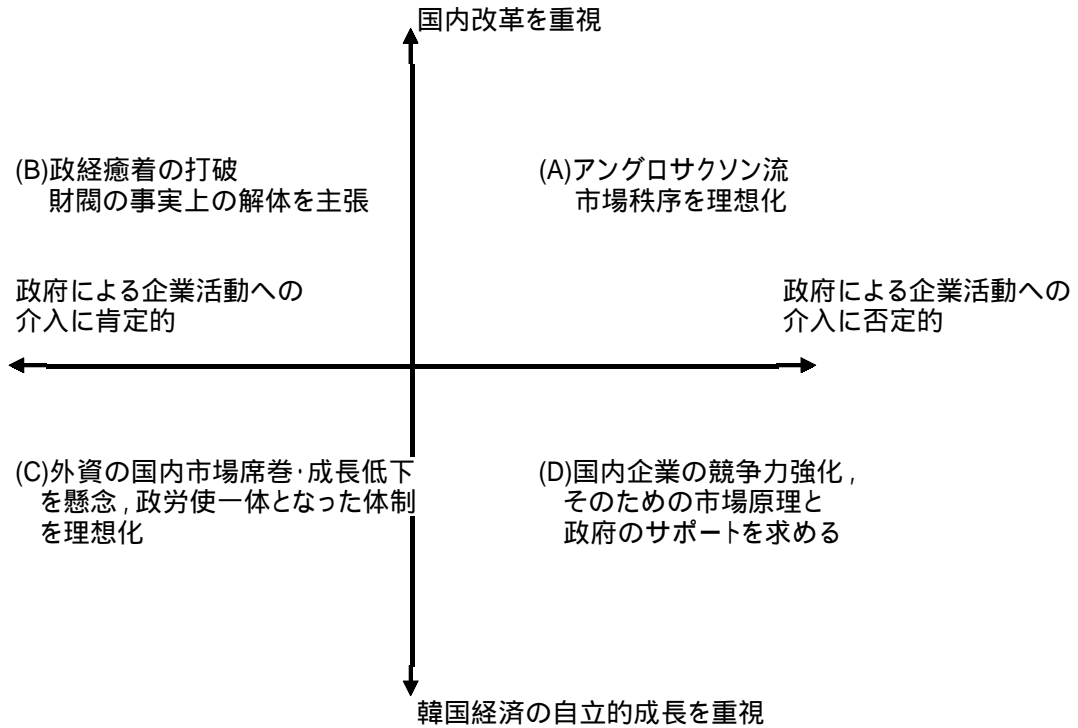 国内改革を重視
(B)政経癒着の打破
財閥の事実上の解体を主張
(A)アングロサクソン流
市場秩序を理想化
政府による企業活動への
介入に肯定的
政府による企業活動への
介入に否定的
(C)外資の国内市場席巻・成長低下
を懸念,政労使一体となった体制
を理想化
(D)国内企業の競争力強化,
そのための市場原理と
政府のサポートを求める
韓国経済の自立的成長を重視